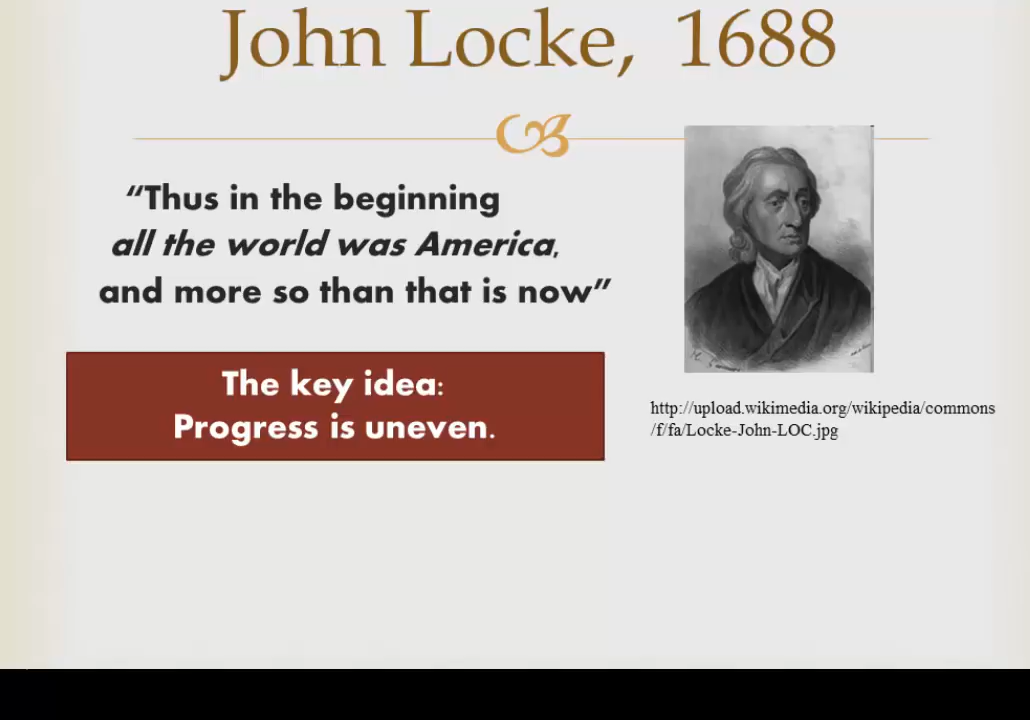 John Locke, 1688
“Thus in the beginning
all the world was America,
and more so than that is now”
The key idea:
Progress is uneven.
http://upload.wikimedia.org/wikipedia/commons
/f/fa/Locke-John-LOC.jpg